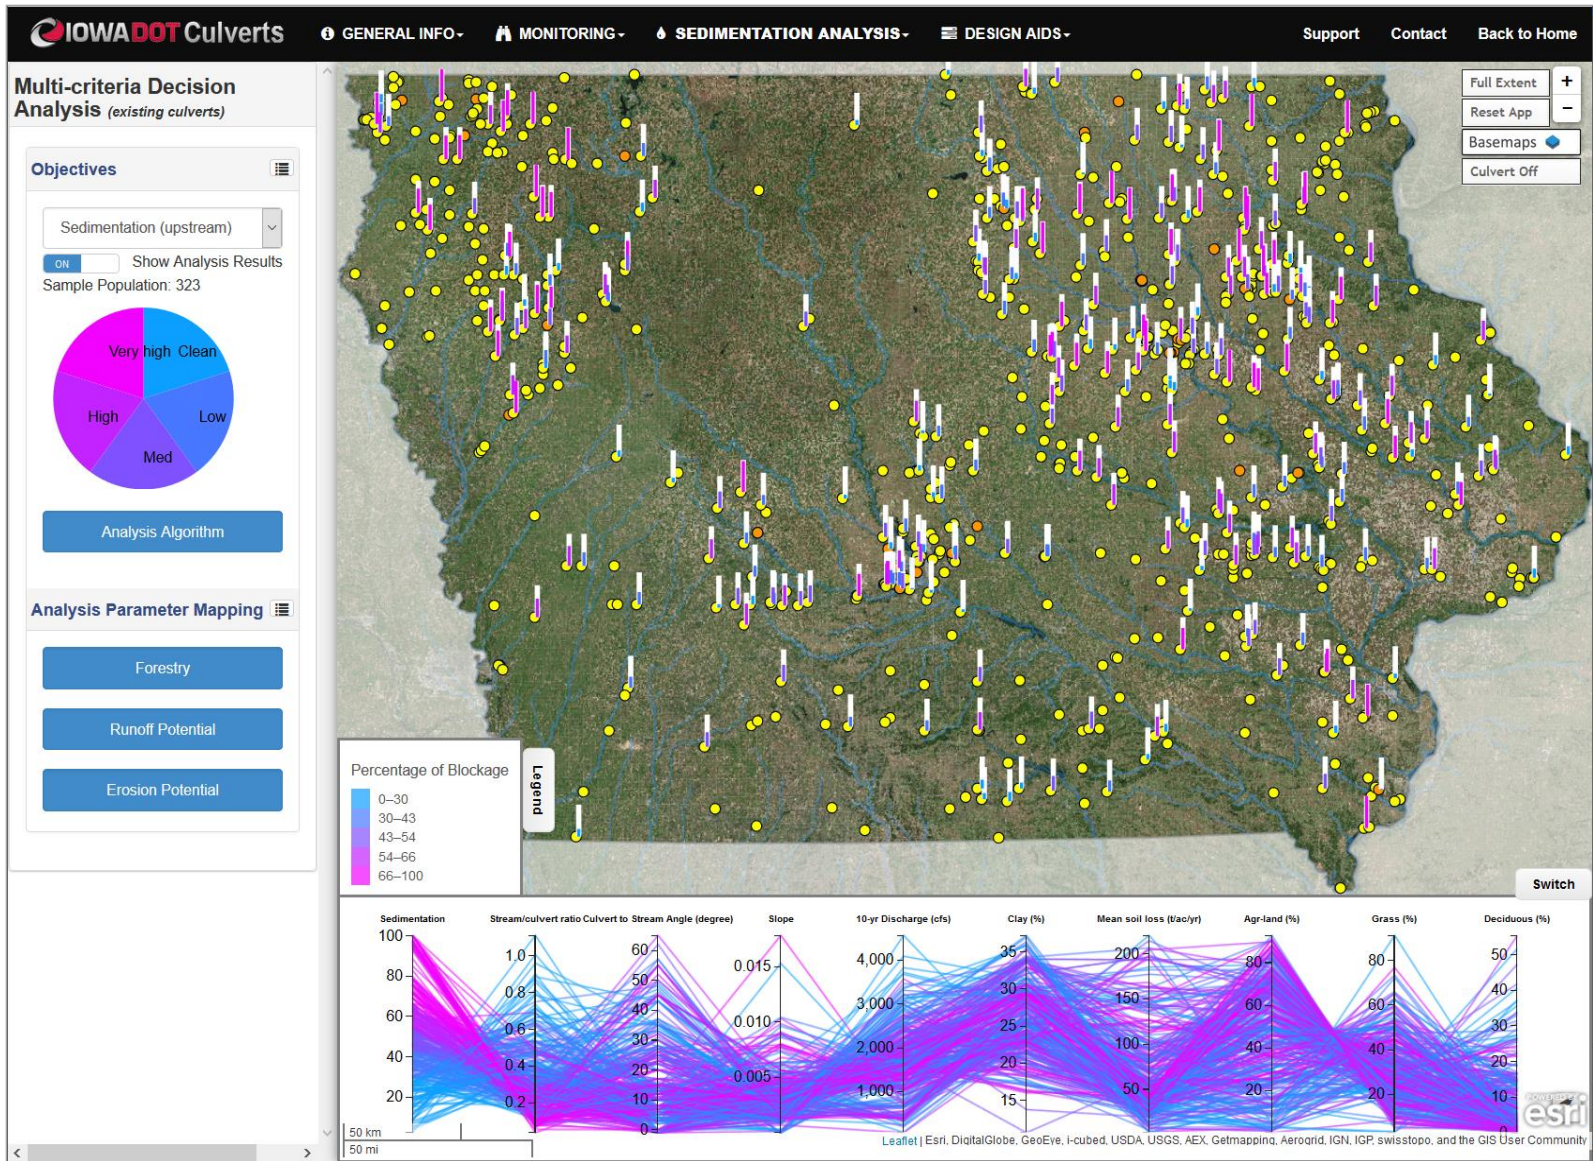 IOWADOT Culverts
GENERAL INFO
MONITORING
SEDIMENTATION ANALYSIS
DESIGN AIDS
Support
Contact
Back to Home
Multi-criteria Decision
Analysis (existing culverts)
Objectives
Sedimentation (upstream)
ON
Show Analysis Results
Sample Population: 323
Very high
Clean
High
Low
Med
Analysis Algorithm
Analysis Parameter Mapping
Forestry
Runoff Potential
Erosion Potential
Full Extent
+
Reset App
−
Basemaps
Culvert Off
Percentage of Blockage
0–30
30–43
43–54
54–66
66–100
Legend
Switch
Sedimentation
100
80
60
40
20
Stream/culvert ratio
1.0
0.8
0.6
0.4
0.2
Culvert to Stream Angle (degree)
60
50
40
30
20
10
0
Slope
0.015
0.010
0.005
10-yr Discharge (cfs)
4,000
3,000
2,000
1,000
Clay (%)
35
30
25
20
15
Mean soil loss (t/ac/yr)
200
150
100
50
Agr-land (%)
80
60
40
20
Grass (%)
80
60
40
20
Deciduous (%)
50
40
30
20
10
0
50 km
50 mi
POWERED BY
esri
Leaflet | Esri, DigitalGlobe, GeoEye, i-cubed, USDA, USGS, AEX, Getmapping, Aerogrid, IGN, IGP, swisstopo, and the GIS User Community